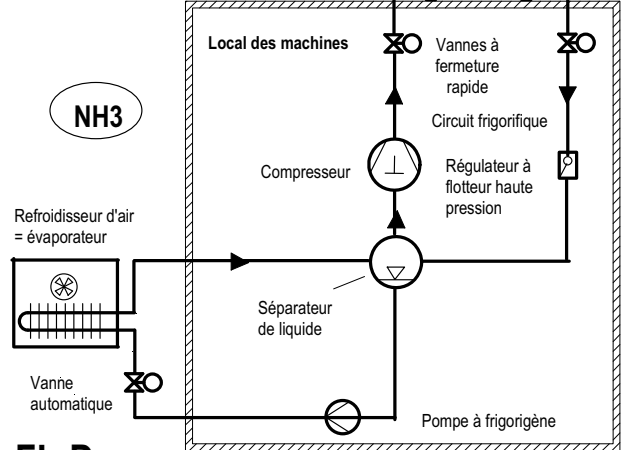 Local des machines
Vannes à
fermeture
rapide
NH3
Circuit frigorifique
Compresseur
Régulateur à
flotteur haute
pression
Refroidisseur d'air
= évaporateur
Séparateur
de liquide
Vanne
automatique
Pompe à frigorigène